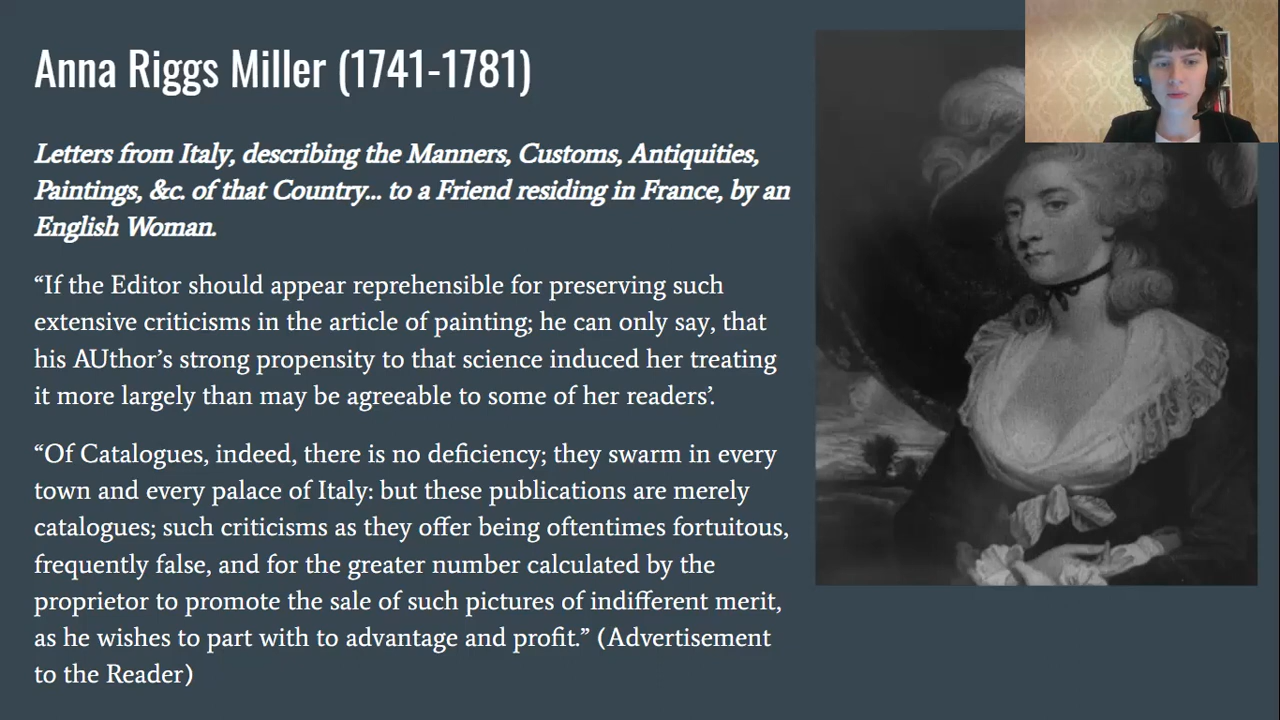 Anna Riggs Miller (1741-1781)
Letters from Italy, describing the Manners, Customs, Antiquities,
Paintings, &c. of that Country... to a Friend residing in France, by an
English Woman.
“If the Editor should appear reprehensible for preserving such
extensive criticisms in the article of painting; he can only say, that
his AUthor’s strong propensity to that science induced her treating
it more largely than may be agreeable to some of her readers’.
“Of Catalogues, indeed, there is no deficiency; they swarm in every
town and every palace of Italy: but these publications are merely
catalogues; such criticisms as they offer being oftentimes fortuitous,
frequently false, and for the greater number calculated by the
proprietor to promote the sale of such pictures of indifferent merit,
as he wishes to part with to advantage and profit.” (Advertisement
to the Reader)